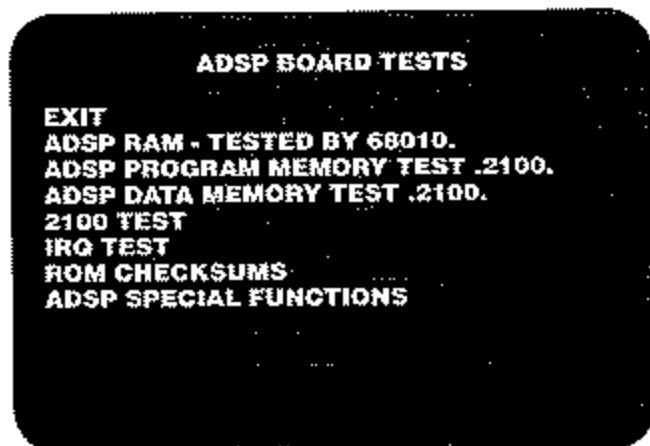 ADSP BOARD TESTS
EXIT
ADSP RAM - TESTED BY 68010.
ADSP PROGRAM MEMORY TEST .2100.
ADSP DATA MEMORY TEST .2100.
2100 TEST
IRQ TEST
ROM CHECKSUMS
ADSP SPECIAL FUNCTIONS